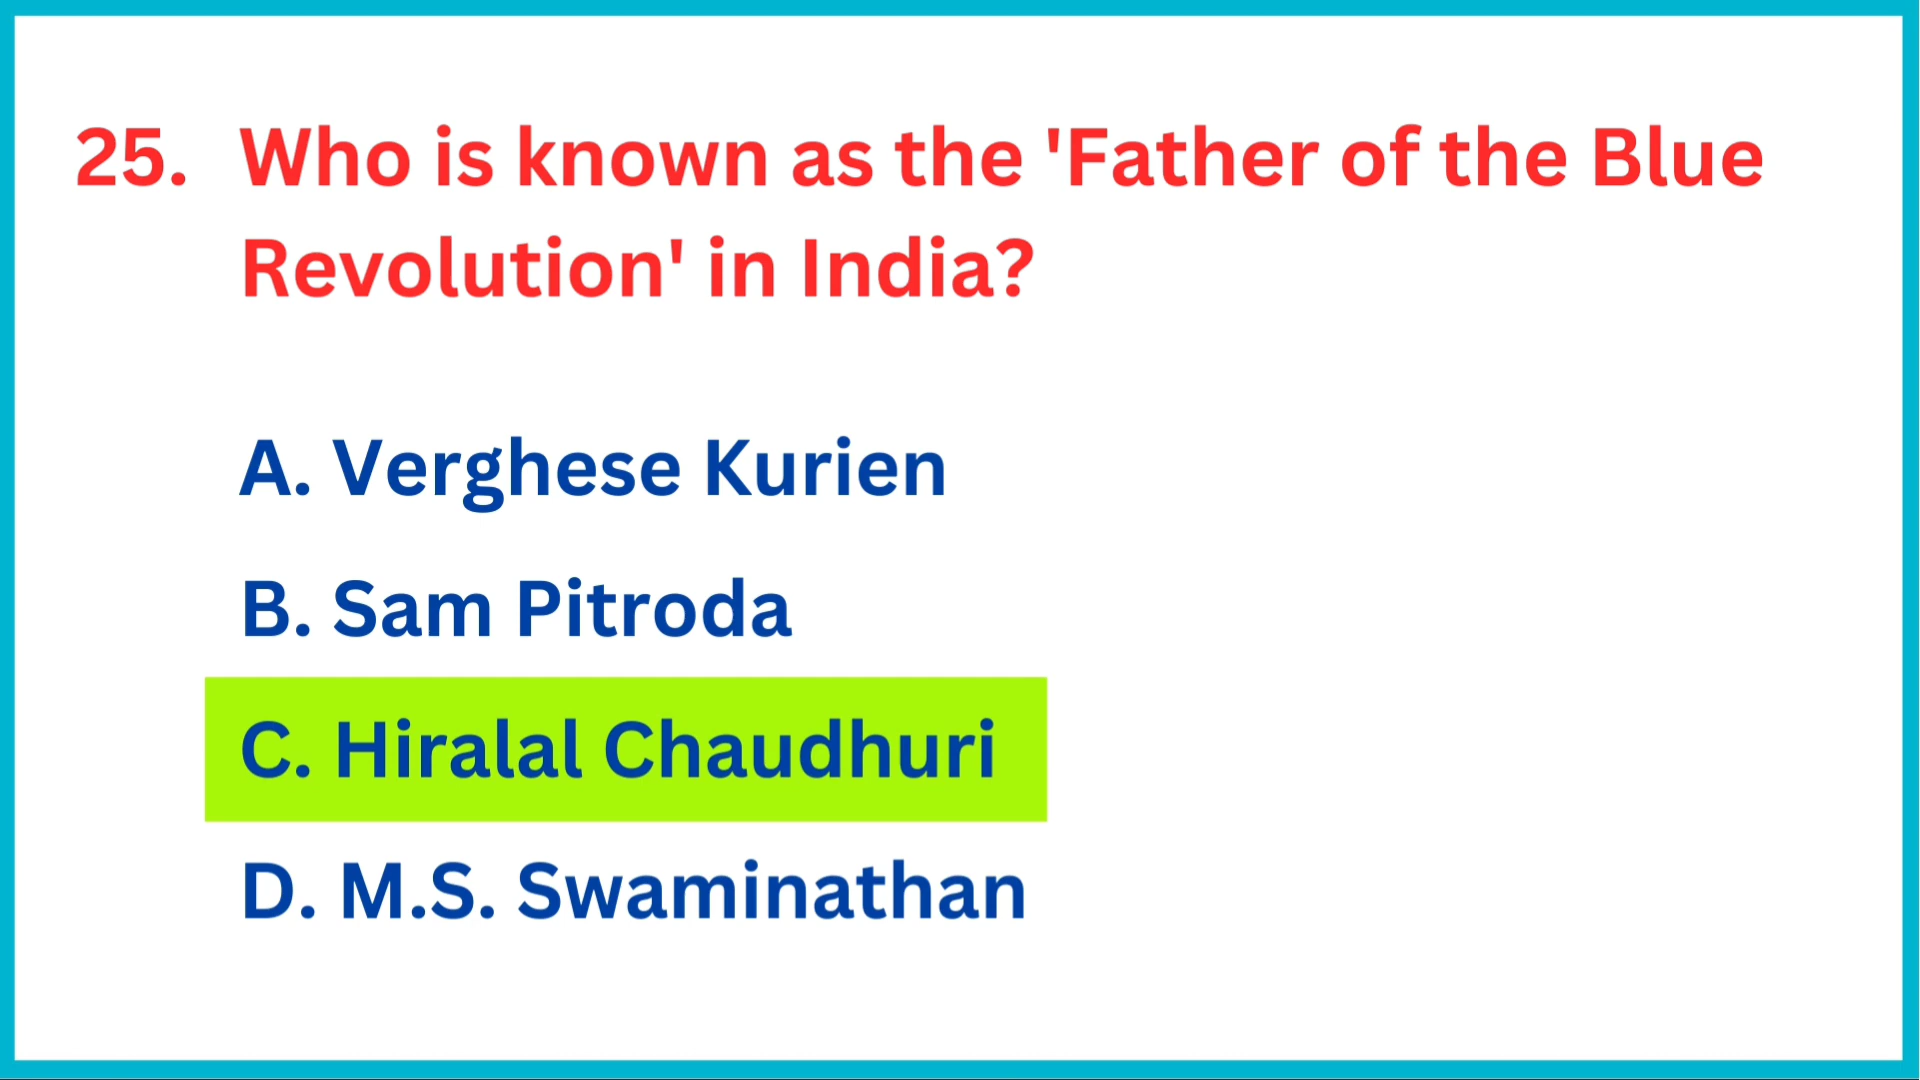 25. Who is known as the 'Father of the Blue
Revolution' in India?
A. Verghese Kurien
B. Sam Pitroda
C. Hiralal Chaudhuri
D. M.S. Swaminathan